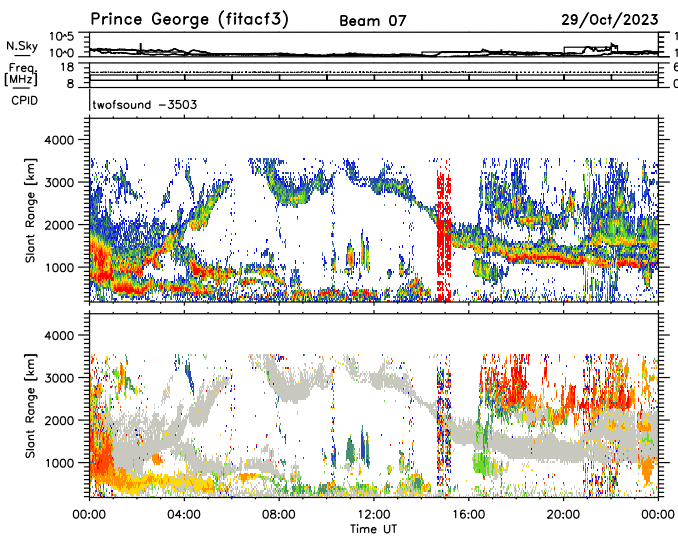 Prince George (fitacf3) Beam 07 29/Oct/2023
N.Sky 10^5 10^0
Freq. [MHz] 18 8
CPID twofsound -3503
Slant Range [km] 4000 3000 2000 1000
Slant Range [km] 4000 3000 2000 1000
00:00 04:00 08:00 12:00 16:00 20:00 00:00
Time UT